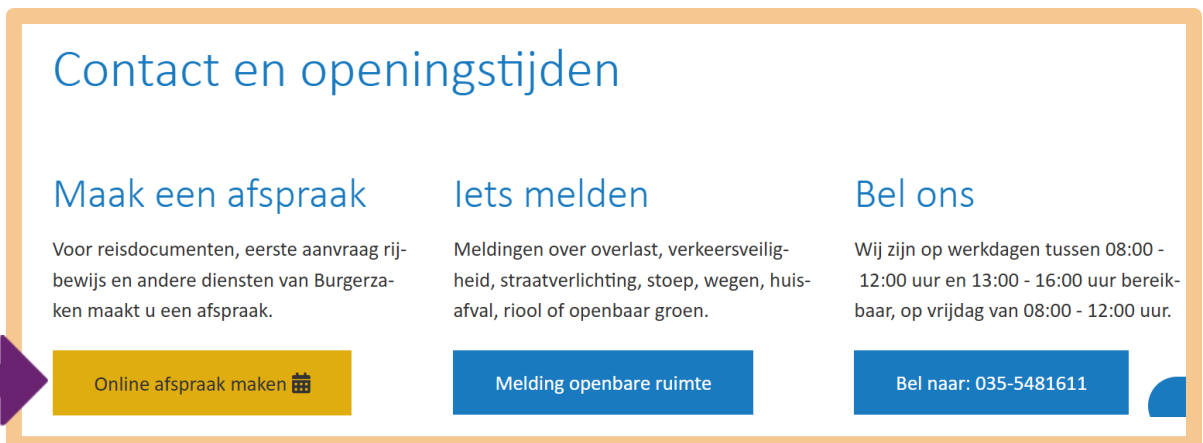 Contact en openingstijden
Maak een afspraak
Voor reisdocumenten, eerste aanvraag rij-
bewijs en andere diensten van Burgerza-
ken maakt u een afspraak.
Online afspraak maken
Iets melden
Meldingen over overlast, verkeersveilig-
heid, straatverlichting, stoep, wegen, huis-
afval, riool of openbaar groen.
Melding openbare ruimte
Bel ons
Wij zijn op werkdagen tussen 08:00 -
12:00 uur en 13:00 - 16:00 uur bereik-
baar, op vrijdag van 08:00 - 12:00 uur.
Bel naar: 035-5481611